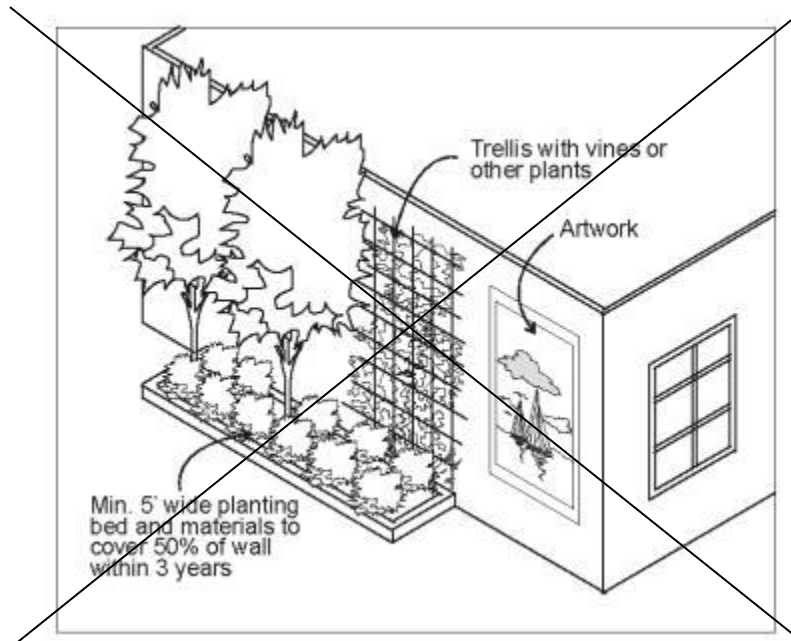 Trellis with vines or
other plants
Artwork
Min. 5' wide planting
bed and materials to
cover 50% of wall
within 3 years